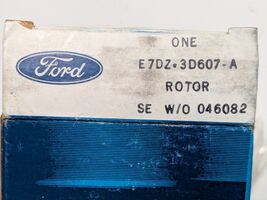 ONE
Ford
E7DZ•3D607-A
ROTOR
SE W/O 046082